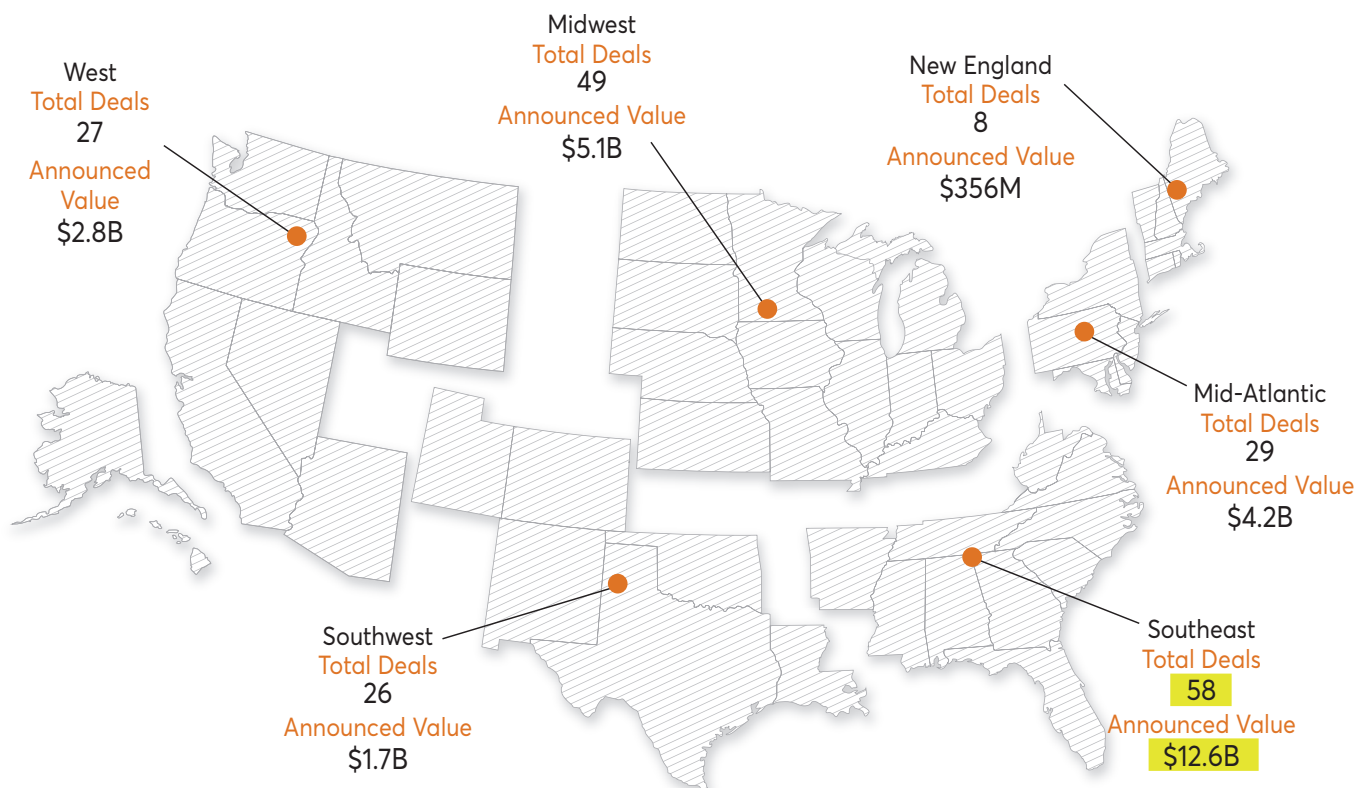 West
Total Deals
27
Announced
Value
$2.8B
Midwest
Total Deals
49
Announced Value
$5.1B
New England
Total Deals
8
Announced Value
$356M
Mid-Atlantic
Total Deals
29
Announced Value
$4.2B
Southwest
Total Deals
26
Announced Value
$1.7B
Southeast
Total Deals
58
Announced Value
$12.6B